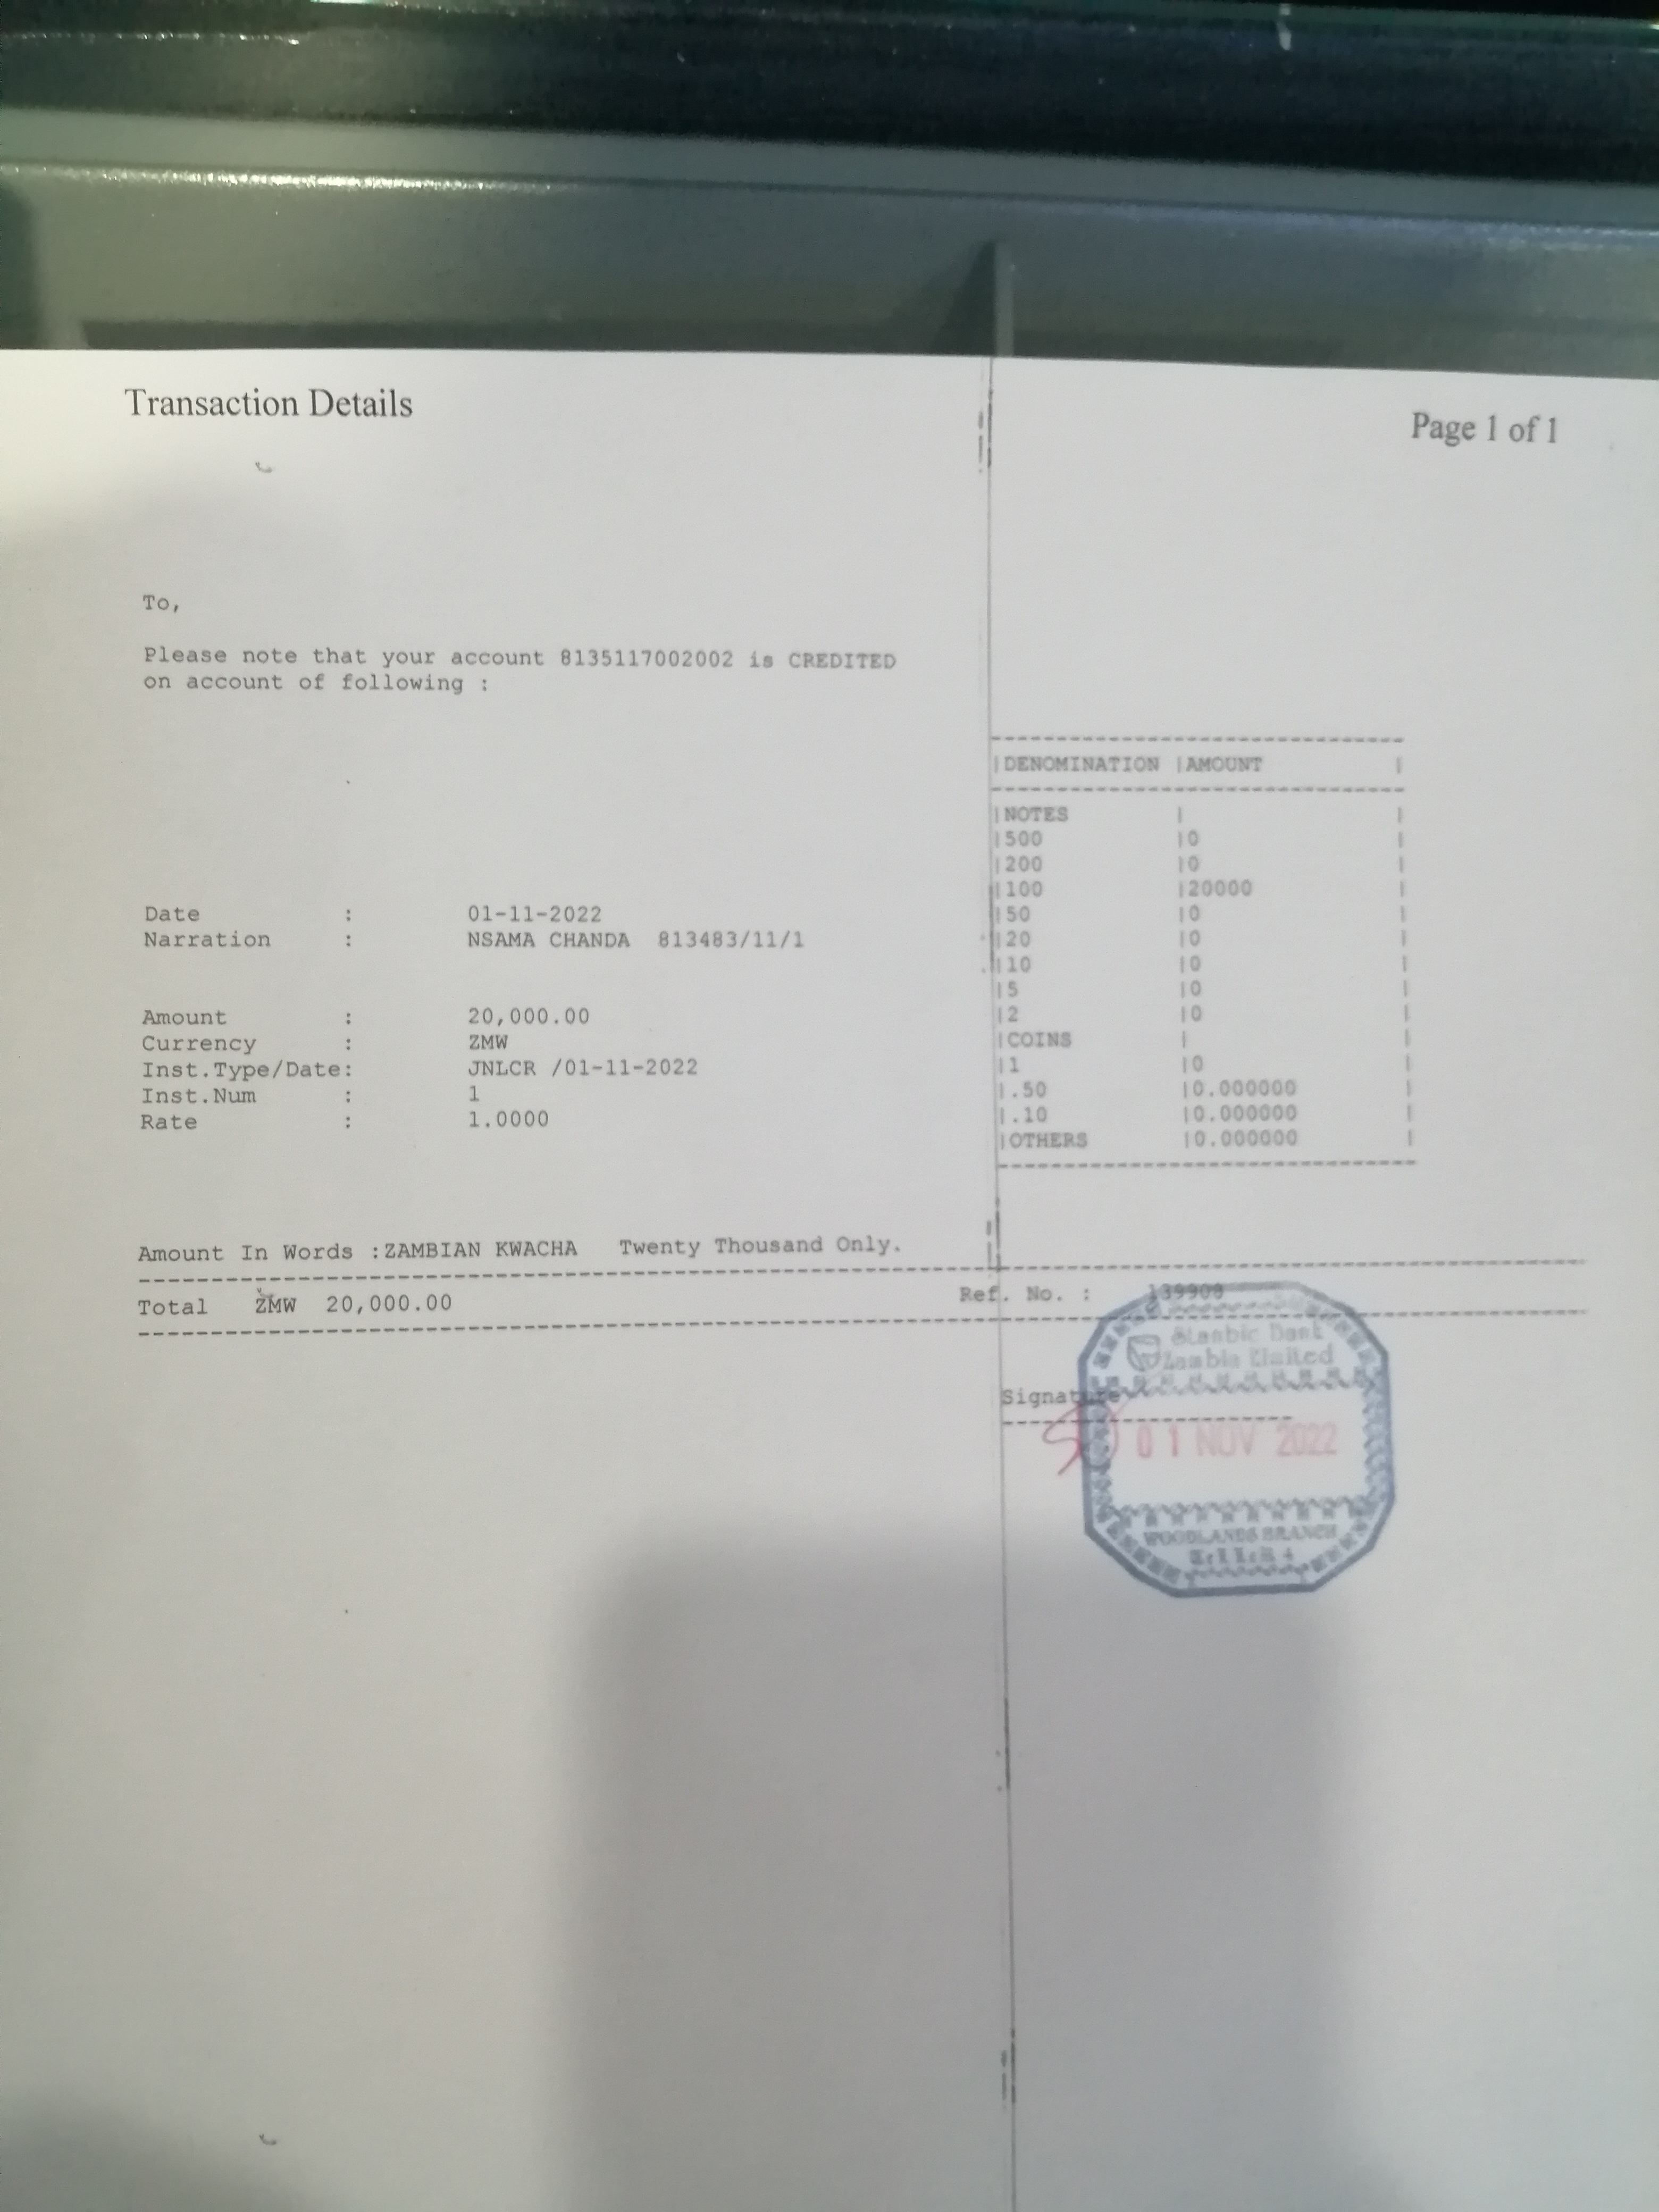 Transaction Details
Page 1 of 1
To,
Please note that your account 8135117002002 is CREDITED
on account of following :
|DENOMINATION |AMOUNT |
|NOTES | |
|500 |0 |
|200 |0 |
|100 |20000 |
|50 |0 |
|20 |0 |
|10 |0 |
|5 |0 |
|2 |0 |
|COINS | |
|1 |0 |
|.50 |0.000000 |
|.10 |0.000000 |
|OTHERS |0.000000 |
Date : 01-11-2022
Narration : NSAMA CHANDA 813483/11/1
Amount : 20,000.00
Currency : ZMW
Inst.Type/Date: JNLCR /01-11-2022
Inst.Num : 1
Rate : 1.0000
Amount In Words :ZAMBIAN KWACHA Twenty Thousand Only.
Total ZMW 20,000.00
Ref. No. : 139908
Stanbic Bank
Zambia Limited
Signature
01 NOV 2022
WOODLANDS BRANCH
TELLER 4